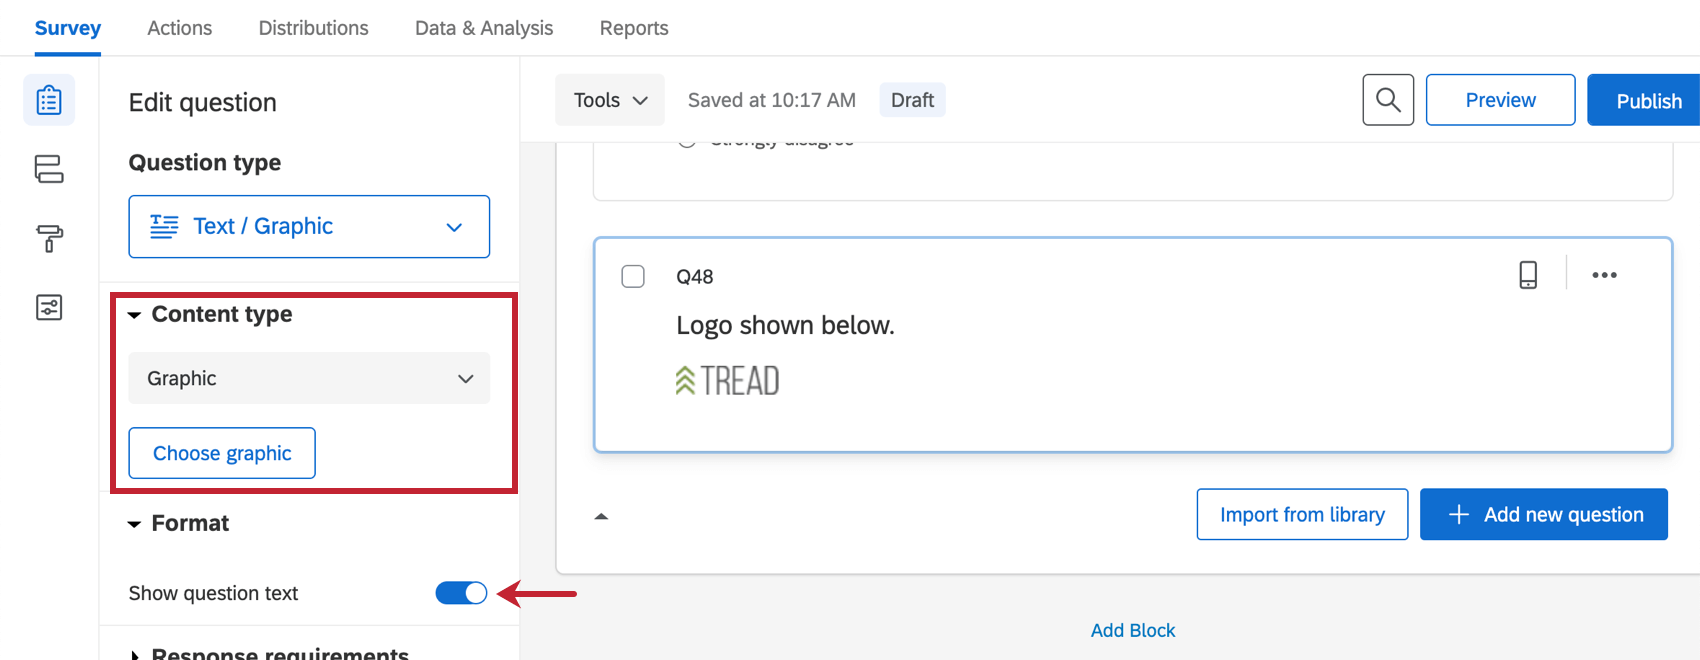 Survey Actions Distributions Data & Analysis Reports
Edit question
Question type
Text / Graphic
Content type
Graphic
Choose graphic
Format
Show question text
Response requirements
Tools Saved at 10:17 AM Draft Preview Publish
Strongly disagree
Q48
Logo shown below.
TREAD
Import from library + Add new question
Add Block